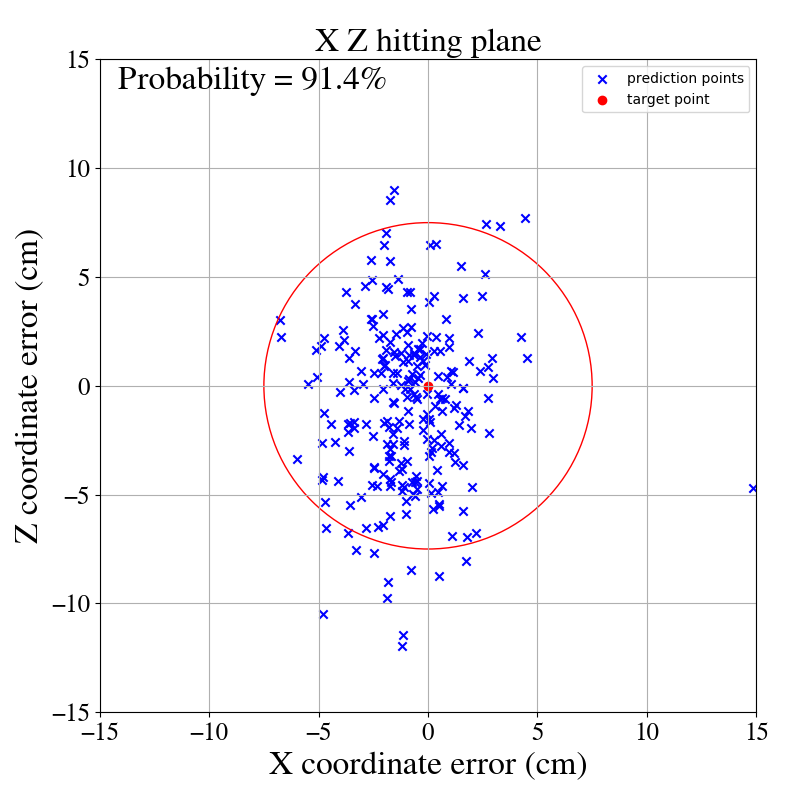 X Z hitting plane
Probability = 91.4%
prediction points
target point
Z coordinate error (cm)
15
10
5
0
−5
−10
−15
−15
−10
−5
0
5
10
15
X coordinate error (cm)